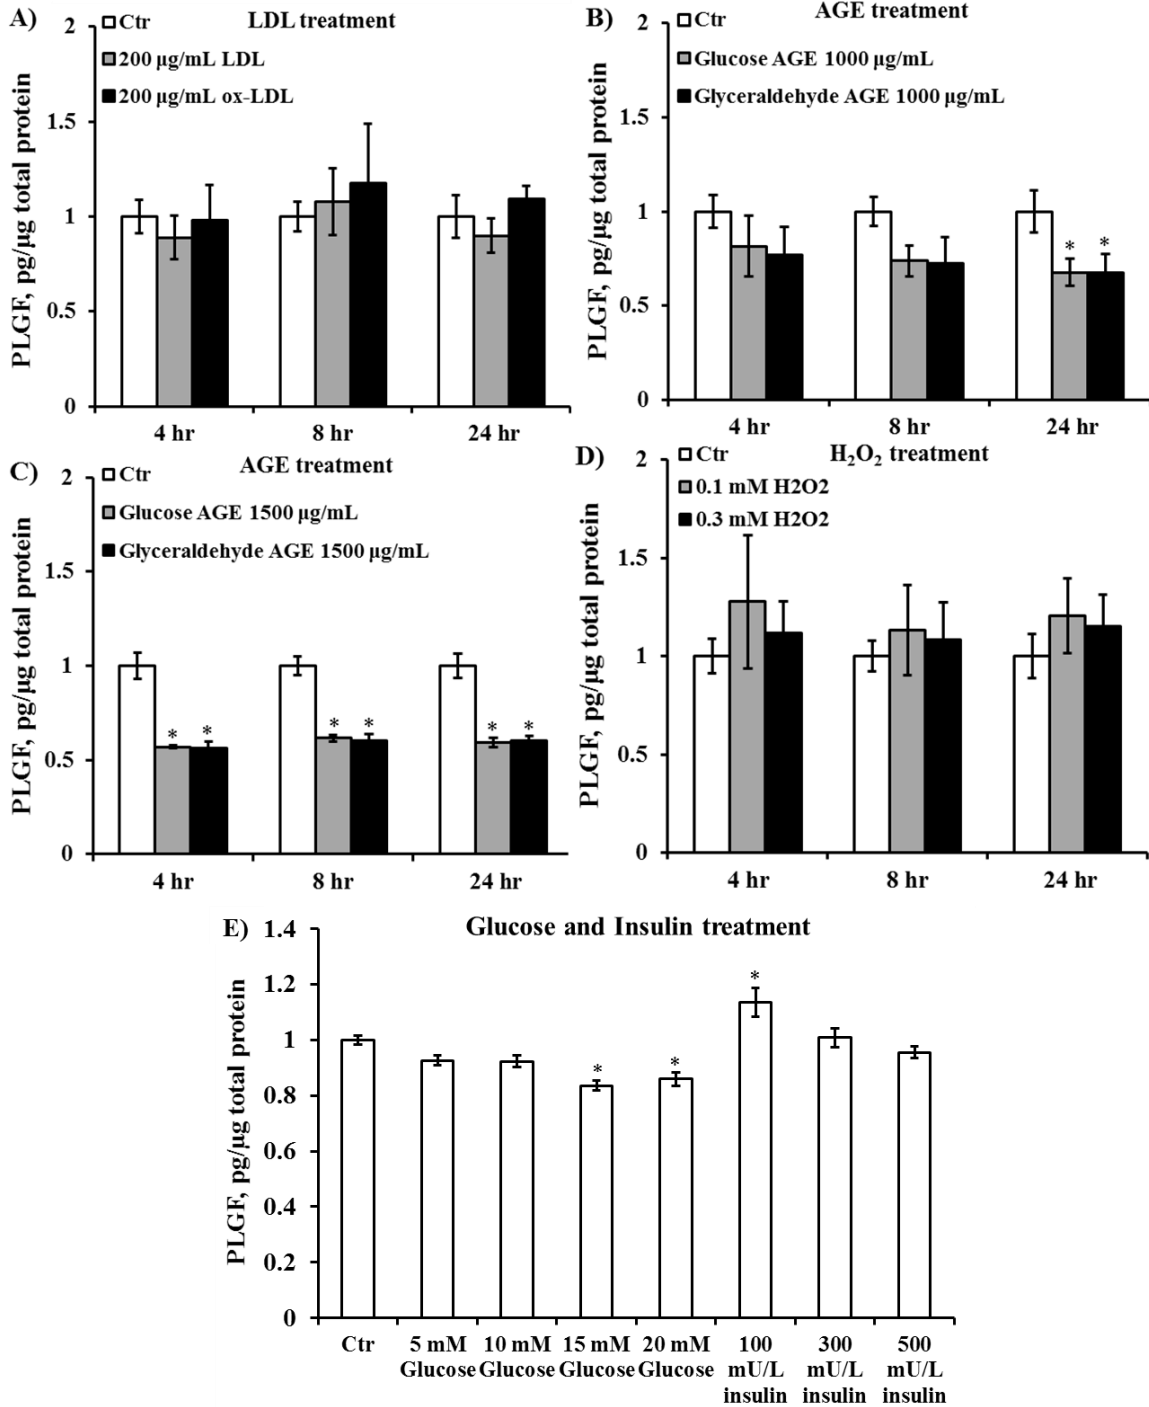 A)
LDL treatment
Ctr
200 µg/mL LDL
200 µg/mL ox-LDL
PLGF, pg/µg total protein
2
1.5
1
0.5
0
4 hr
8 hr
24 hr
B)
AGE treatment
Ctr
Glucose AGE 1000 µg/mL
Glyceraldehyde AGE 1000 µg/mL
PLGF, pg/µg total protein
2
1.5
1
0.5
0
* *
4 hr
8 hr
24 hr
C)
AGE treatment
Ctr
Glucose AGE 1500 µg/mL
Glyceraldehyde AGE 1500 µg/mL
PLGF, pg/µg total protein
2
1.5
1
0.5
0
* *
* *
* *
4 hr
8 hr
24 hr
D)
H₂O₂ treatment
Ctr
0.1 mM H2O2
0.3 mM H2O2
PLGF, pg/µg total protein
2
1.5
1
0.5
0
4 hr
8 hr
24 hr
E)
Glucose and Insulin treatment
PLGF, pg/µg total protein
1.4
1.2
1
0.8
0.6
0.4
0.2
0
*
*
*
Ctr
5 mM
Glucose
10 mM
Glucose
15 mM
Glucose
20 mM
Glucose
100
mU/L
insulin
300
mU/L
insulin
500
mU/L
insulin